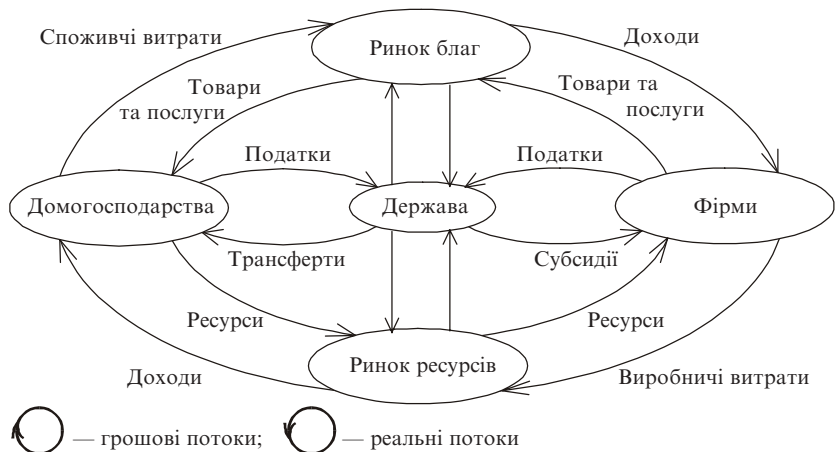 Споживчі витрати
Ринок благ
Доходи
Товари
та послуги
Товари та
послуги
Податки
Податки
Домогосподарства
Держава
Фірми
Трансферти
Субсидії
Ресурси
Ресурси
Ринок ресурсів
Доходи
Виробничі витрати
— грошові потоки;
— реальні потоки